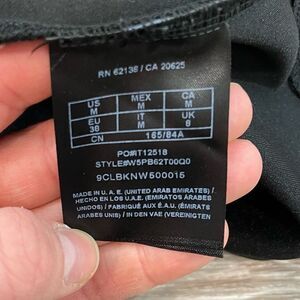 RN 62136 / CA 20625
US MEX CA
M M M
EU IT UK
36 M 8
CN 165/84A
PO#T12518
STYLE#W5PB62T00Q0
9CLBKNW500015
MADE IN U. A. E. (UNITED ARAB EMIRATES) /
HECHO EN LOS U.A.E. (EMIRATOS ÁRABES
UNIDOS) / FABRIQUÉ AUX É.A.U. (ÉMIRATS
ARABES UNIS) / IN DEN VAE (VEREINIGTEN